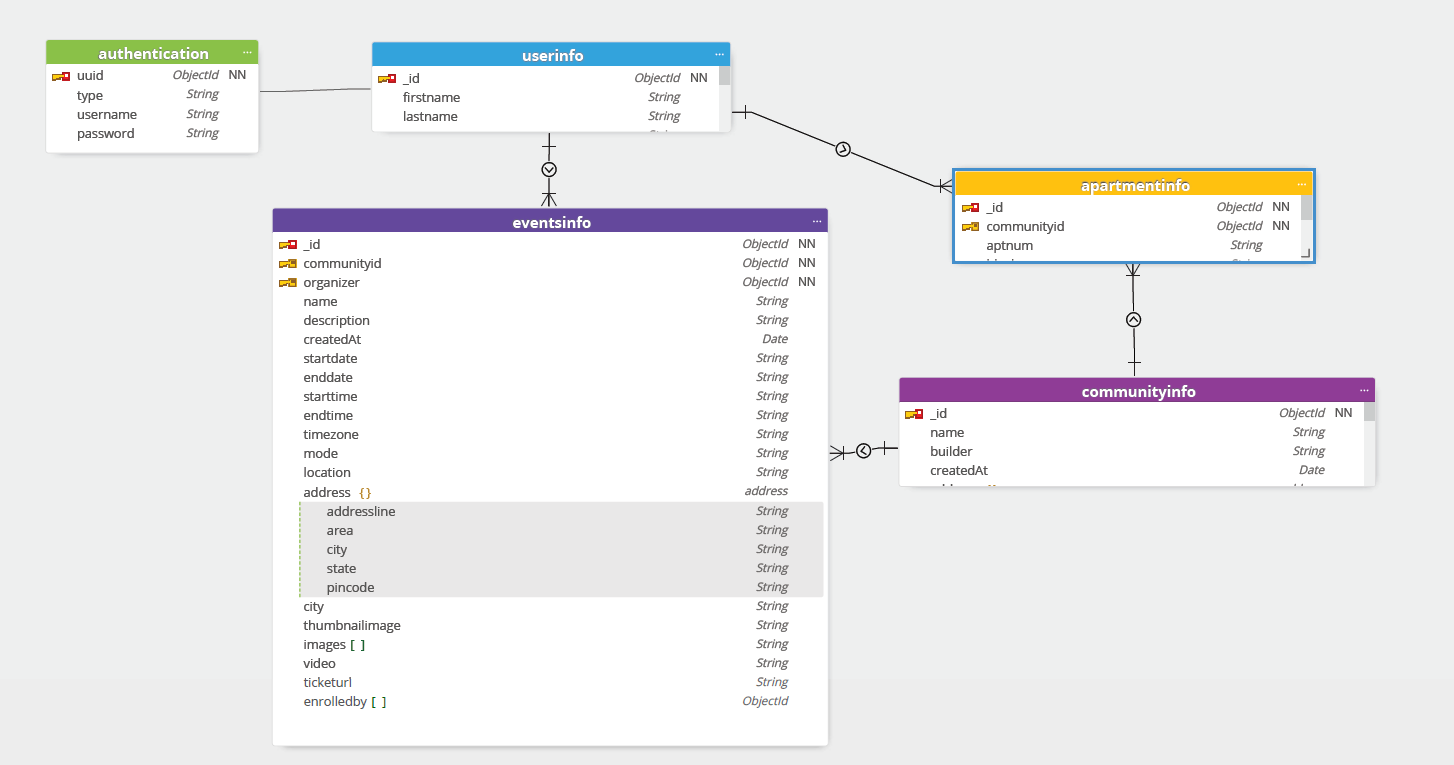 authentication ...
uuid ObjectId NN
type String
username String
password String
userinfo ...
_id ObjectId NN
firstname String
lastname String
apartmentinfo ...
_id ObjectId NN
communityid ObjectId NN
aptnum String
eventsinfo ...
_id ObjectId NN
communityid ObjectId NN
organizer ObjectId NN
name String
description String
createdAt Date
startdate String
enddate String
starttime String
endtime String
timezone String
mode String
location String
address {} address
addressline String
area String
city String
state String
pincode String
city String
thumbnailimage String
images [ ] String
video String
ticketurl String
enrolledby [ ] ObjectId
communityinfo ...
_id ObjectId NN
name String
builder String
createdAt Date